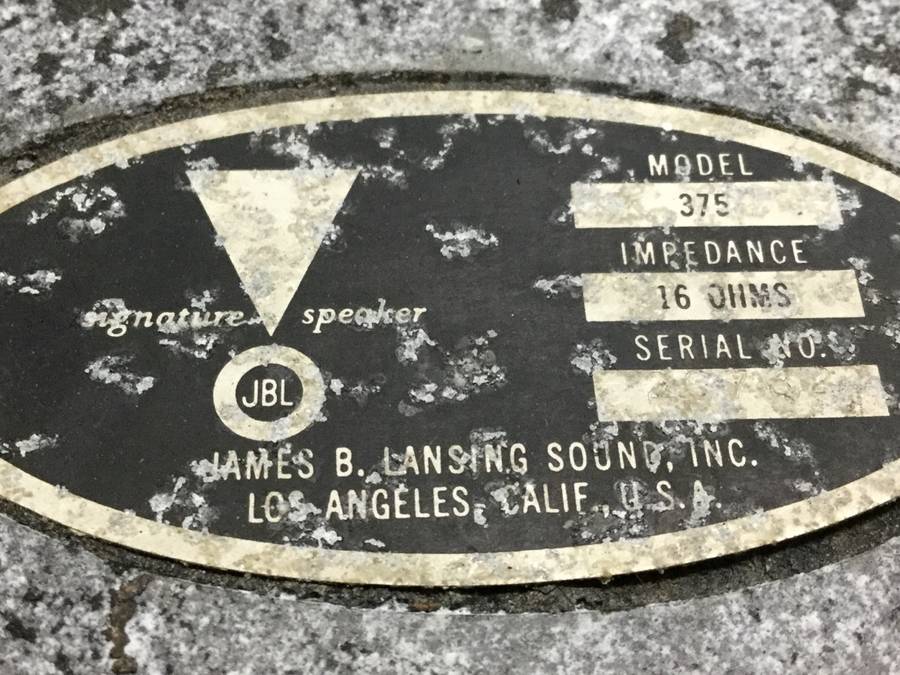 MODEL
375
IMPEDANCE
16 OHMS
signature speaker
SERIAL NO.
JBL
JAMES B. LANSING SOUND, INC.
LOS ANGELES, CALIF., U.S.A.